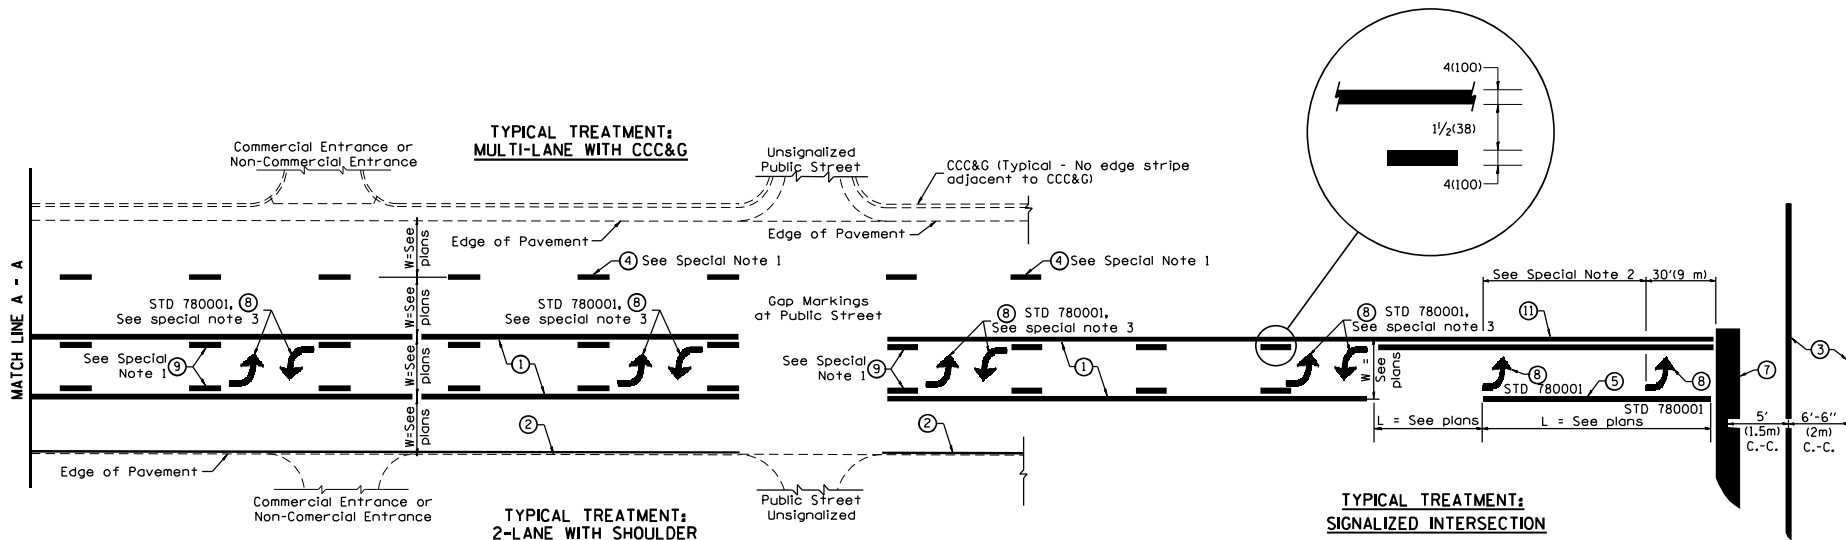 TYPICAL TREATMENT:
MULTI-LANE WITH CCC&G
Commercial Entrance or
Non-Commercial Entrance
Unsignalized
Public Street
CCC&G (Typical - No edge stripe
adjacent to CCC&G)
4(100)
1 1/2(38)
4(100)
Edge of Pavement
Edge of Pavement
W=See
plans
W=See
plans
W=See
plans
W=See
plans
MATCH LINE A - A
4 See Special Note 1
4 See Special Note 1
STD 780001, 8
See special note 3
STD 780001, 8
See special note 3
Gap Markings
at Public Street
8 STD 780001,
See special note 3
8 STD 780001,
See special note 3
See Special Note 2
30'(9 m)
11
See Special
Note 1
9
1
1
See Special
Note 1
9
1
W =
See
plans
8
STD 780001
5
8
STD 780001
7
3
L = See plans
L = See plans
5'
(1.5m)
C.-C.
6'-6"
(2m)
C.-C.
2
2
Edge of Pavement
Commercial Entrance or
Non-Comercial Entrance
Public Street
Unsignalized
TYPICAL TREATMENT:
2-LANE WITH SHOULDER
TYPICAL TREATMENT:
SIGNALIZED INTERSECTION